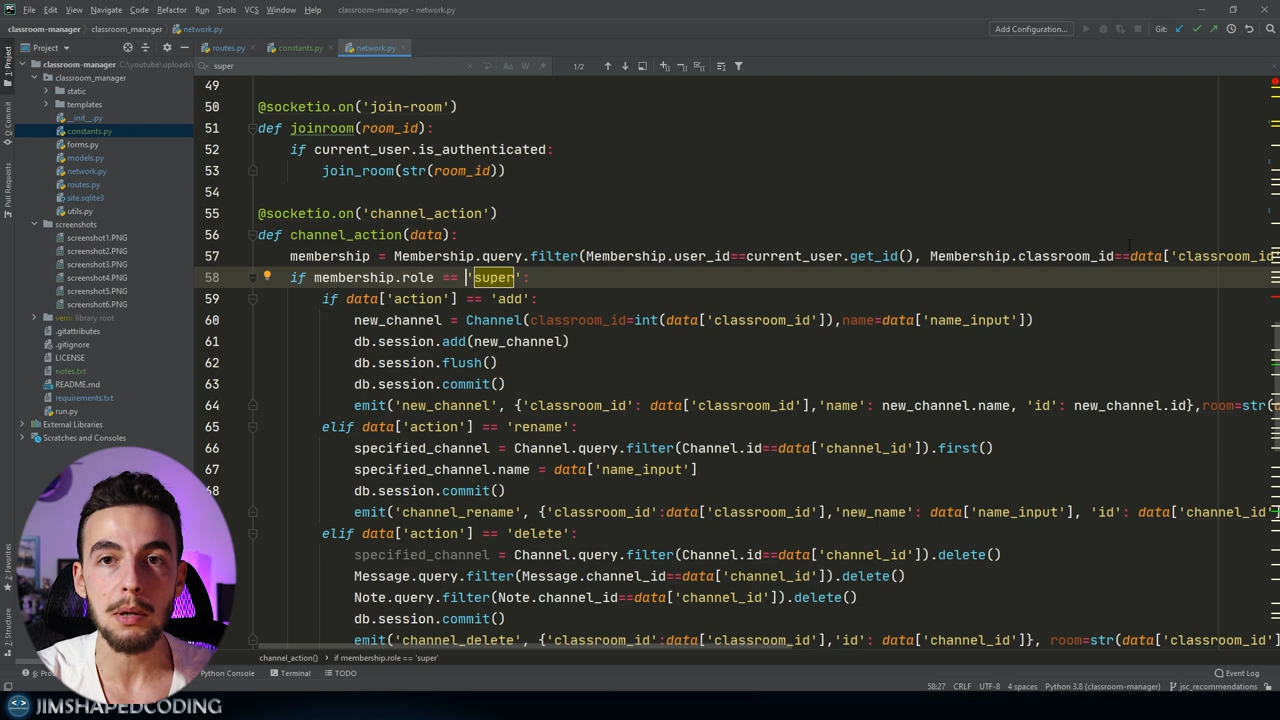 File Edit View Navigate Code Refactor Run Tools VCS Window Help classroom-manager - network.py
classroom-manager classroom_manager network.py Add Configuration... Git:
Project routes.py constants.py network.py
super 1/2
1: Project
Commit
Pull Requests
2: Favorites
Z: Structure
classroom-manager C:\youtube\uploads\
classroom_manager
static
templates
__init__.py
constants.py
forms.py
models.py
network.py
routes.py
site.sqlite3
utils.py
screenshots
screenshot1.PNG
screenshot2.PNG
screenshot3.PNG
screenshot4.PNG
screenshot5.PNG
screenshot6.PNG
venv library root
.gitattributes
.gitignore
LICENSE
notes.txt
README.md
requirements.txt
run.py
External Libraries
Scratches and Consoles
49
50 @socketio.on('join-room')
51 def joinroom(room_id):
52 if current_user.is_authenticated:
53 join_room(str(room_id))
54
55 @socketio.on('channel_action')
56 def channel_action(data):
57 membership = Membership.query.filter(Membership.user_id==current_user.get_id(), Membership.classroom_id==data['classroom_id
58 if membership.role == 'super':
59 if data['action'] == 'add':
60 new_channel = Channel(classroom_id=int(data['classroom_id']),name=data['name_input'])
61 db.session.add(new_channel)
62 db.session.flush()
63 db.session.commit()
64 emit('new_channel', {'classroom_id': data['classroom_id'],'name': new_channel.name, 'id': new_channel.id},room=str(d
65 elif data['action'] == 'rename':
66 specified_channel = Channel.query.filter(Channel.id==data['channel_id']).first()
67 specified_channel.name = data['name_input']
68 db.session.commit()
emit('channel_rename', {'classroom_id':data['classroom_id'],'new_name': data['name_input'], 'id': data['channel_id'
elif data['action'] == 'delete':
specified_channel = Channel.query.filter(Channel.id==data['channel_id']).delete()
Message.query.filter(Message.channel_id==data['channel_id']).delete()
Note.query.filter(Note.channel_id==data['channel_id']).delete()
db.session.commit()
emit('channel_delete', {'classroom_id':data['classroom_id'],'id': data['channel_id']}, room=str(data['classroom_id'
channel_action() if membership.role == 'super'
6: Python Console Terminal TODO Event Log
58:27 CRLF UTF-8 4 spaces Python 3.8 (classroom-manager) jsc_recommendations
JIMSHAPEDCODING